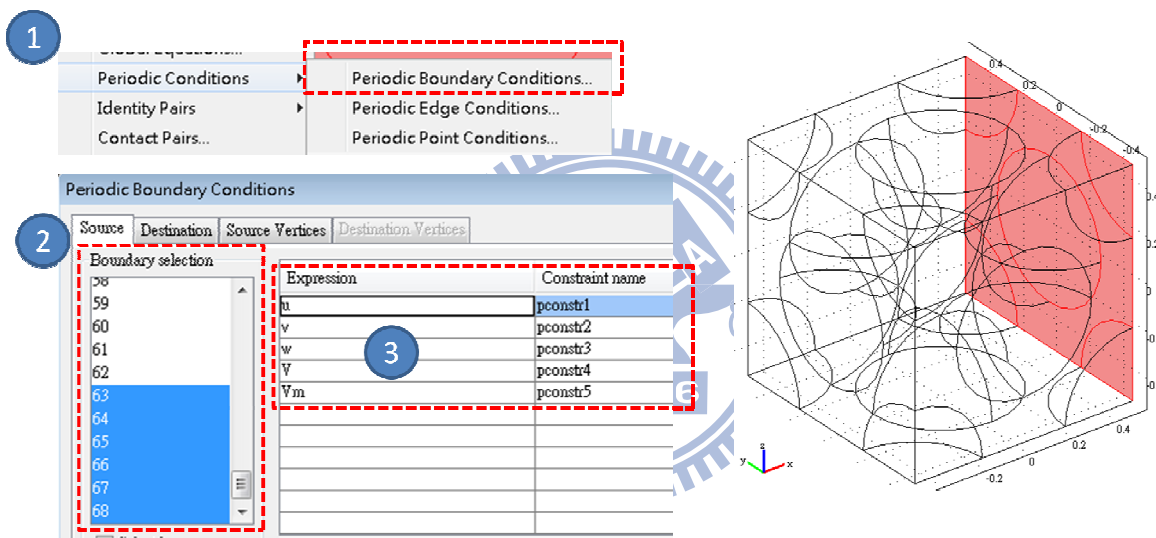 1
Global Equations...
Periodic Conditions
Periodic Boundary Conditions...
Identity Pairs
Periodic Edge Conditions...
Contact Pairs...
Periodic Point Conditions...
Periodic Boundary Conditions
2
Source Destination Source Vertices Destination Vertices
Boundary selection
58
59
60
61
62
63
64
65
66
67
68
Expression Constraint name
u pconstr1
v pconstr2
w pconstr3
V pconstr4
Vm pconstr5
3
0.4
0.2
0
-0.2
-0.4
0
0.4
0.2
0
-0.2
z
y
x